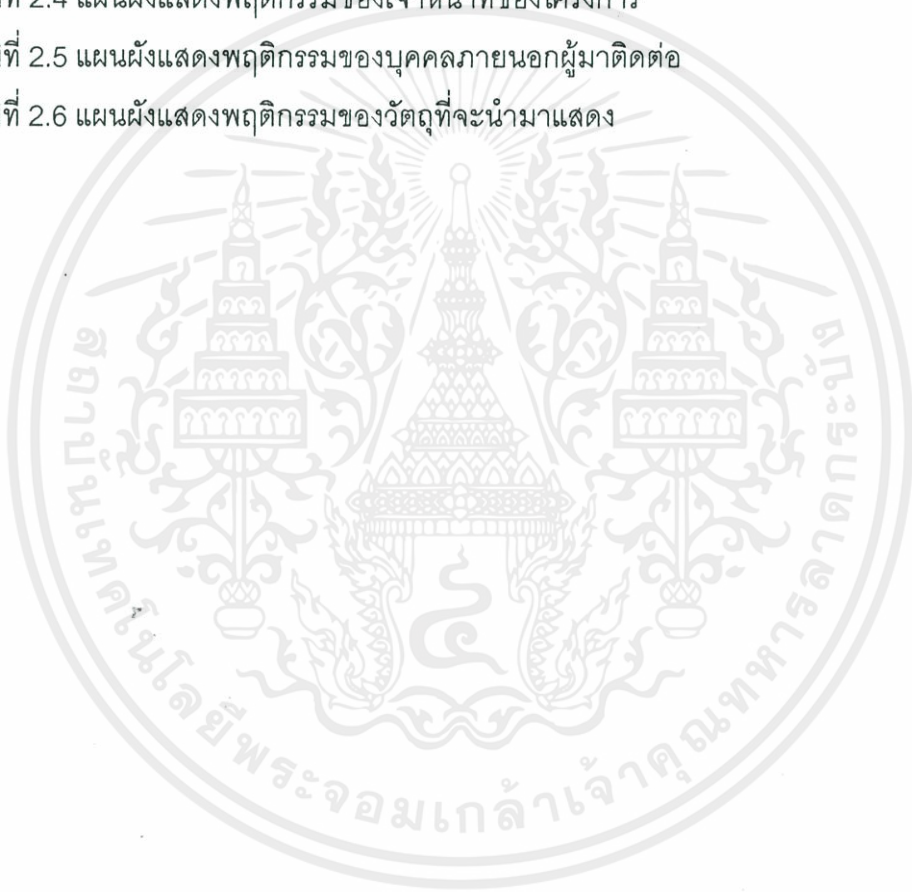 ที่ 2.4 แผนผังแสดงพฤติกรรมของเจ้าหน้าที่ของโครงการ
ที่ 2.5 แผนผังแสดงพฤติกรรมของบุคคลภายนอกผู้มาติดต่อ
ที่ 2.6 แผนผังแสดงพฤติกรรมของวัตถุที่จะนำมาแสดง
สถาบันเทคโนโลยีพระจอมเกล้าเจ้าคุณทหารลาดกระบัง